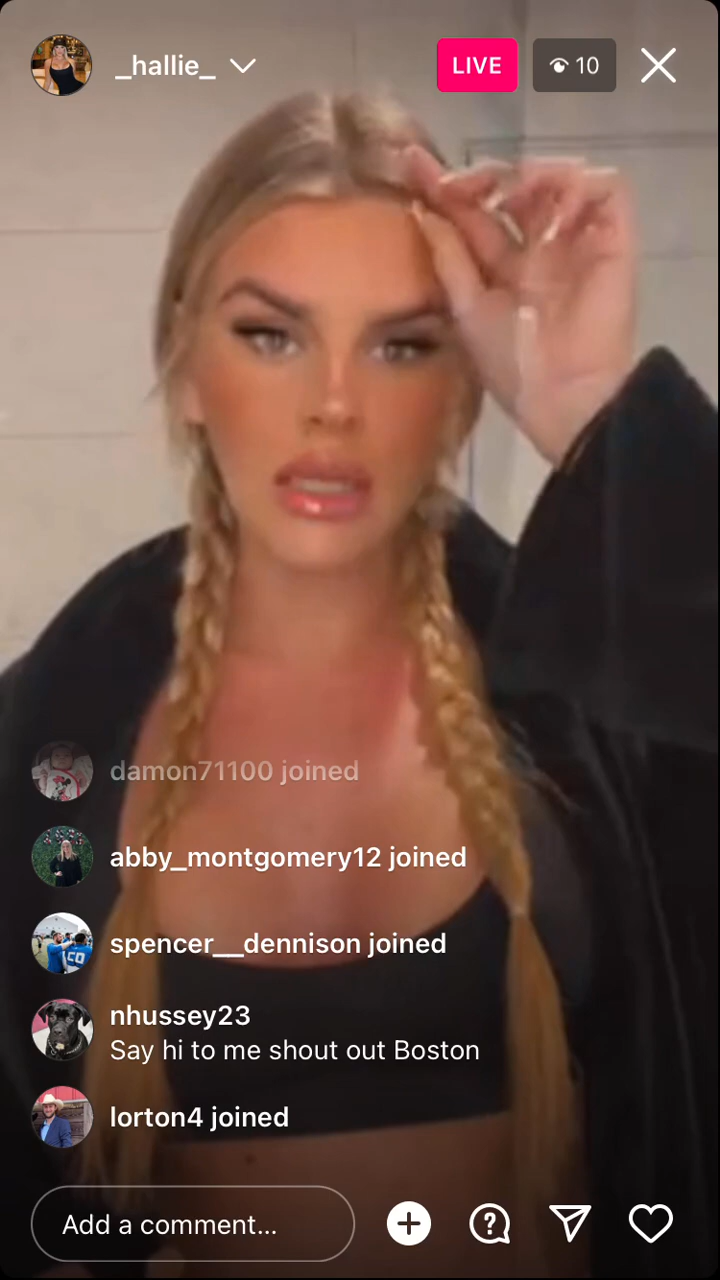 _hallie_
LIVE
10
damon71100 joined
abby_montgomery12 joined
spencer__dennison joined
nhussey23
Say hi to me shout out Boston
lorton4 joined
Add a comment...